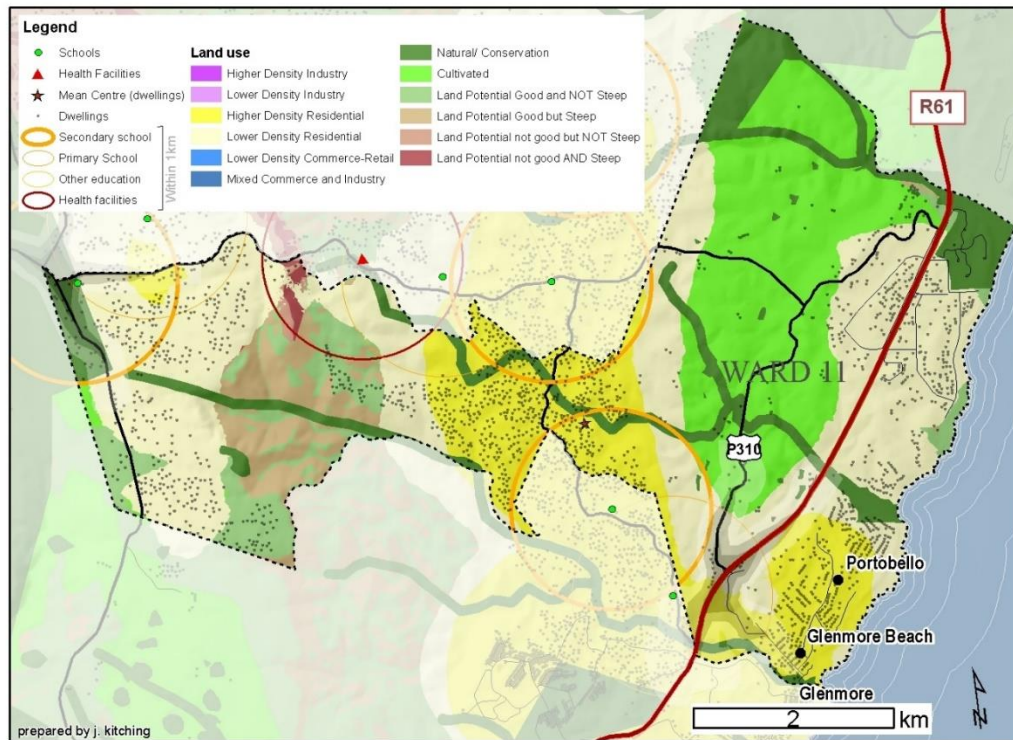 Legend
Schools
Health Facilities
Mean Centre (dwellings)
Dwellings
Secondary school
Primary School
Other education
Health facilities
Within 1km
Land use
Higher Density Industry
Lower Density Industry
Higher Density Residential
Lower Density Residential
Lower Density Commerce-Retail
Mixed Commerce and Industry
Natural/ Conservation
Cultivated
Land Potential Good and NOT Steep
Land Potential Good but Steep
Land Potential not good but NOT Steep
Land Potential not good AND Steep
R61
WARD 11
P310
Portobello
Glenmore Beach
Glenmore
2 km
N
prepared by j. kitching